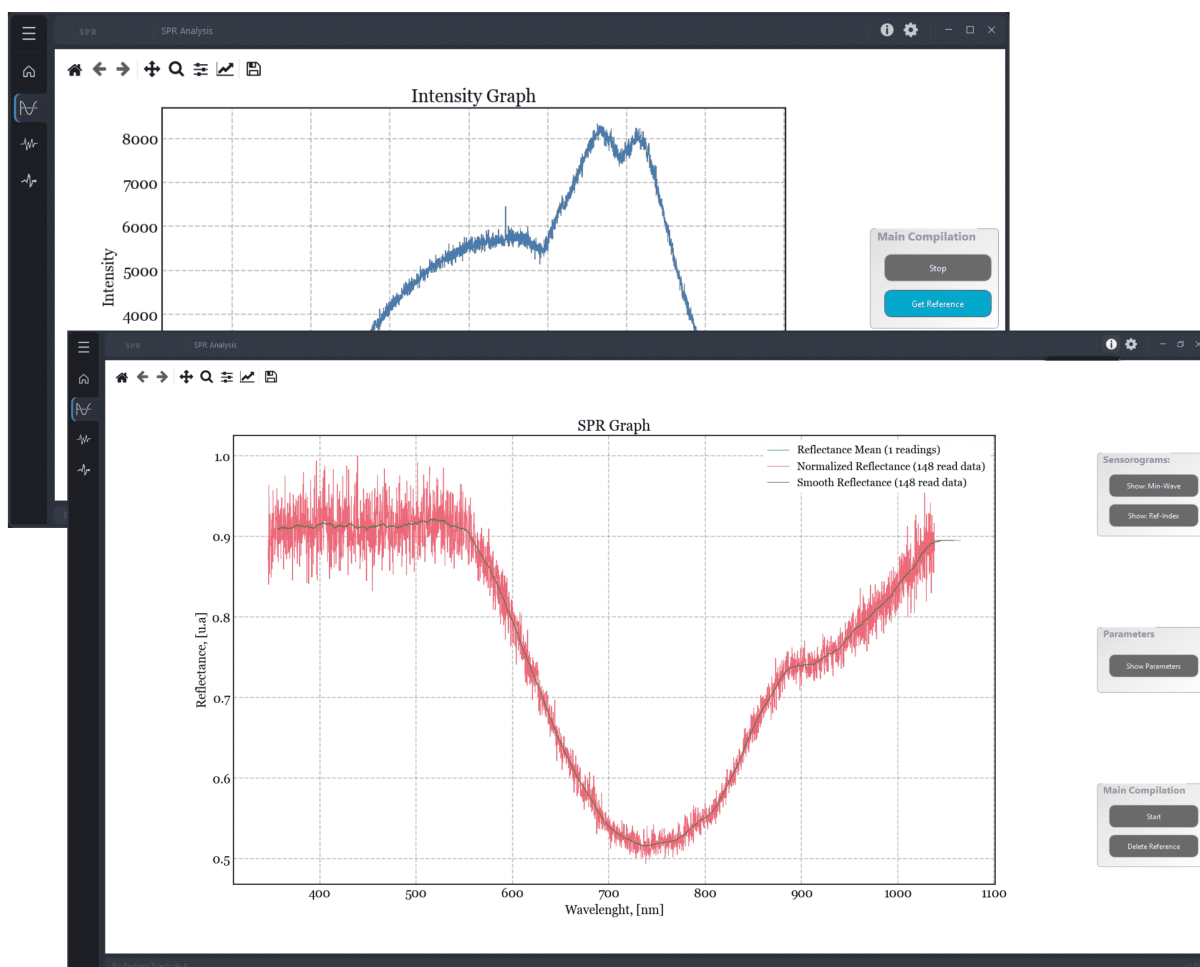 SPR
SPR Analysis
Intensity Graph
8000
7000
6000
5000
4000
Intensity
Main Compilation
Stop
Get Reference
SPR
SPR Analysis
SPR Graph
Reflectance Mean (1 readings)
Normalized Reflectance (148 read data)
Smooth Reflectance (148 read data)
1.0
0.9
0.8
0.7
0.6
0.5
Reflectance, [u.a]
400 500 600 700 800 900 1000 1100
Wavelenght, [nm]
Sensorograms:
Show: Min-Wave
Show: Ref-Index
Parameters
Show Parameters
Main Compilation
Start
Delete Reference